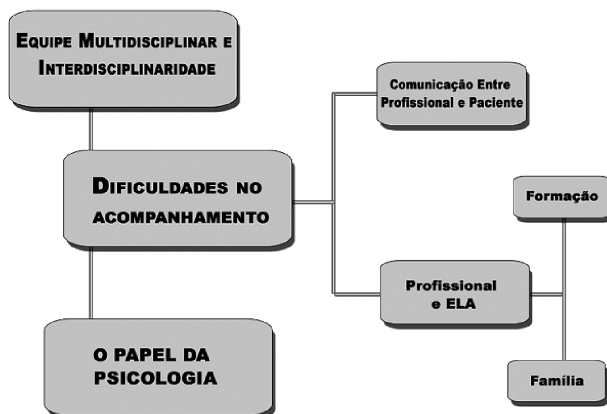 EQUIPE MULTIDISCIPLINAR E
INTERDISCIPLINARIDADE
DIFICULDADES NO
ACOMPANHAMENTO
O PAPEL DA
PSICOLOGIA
Comunicação Entre
Profissional e Paciente
Profissional
e ELA
Formação
Família